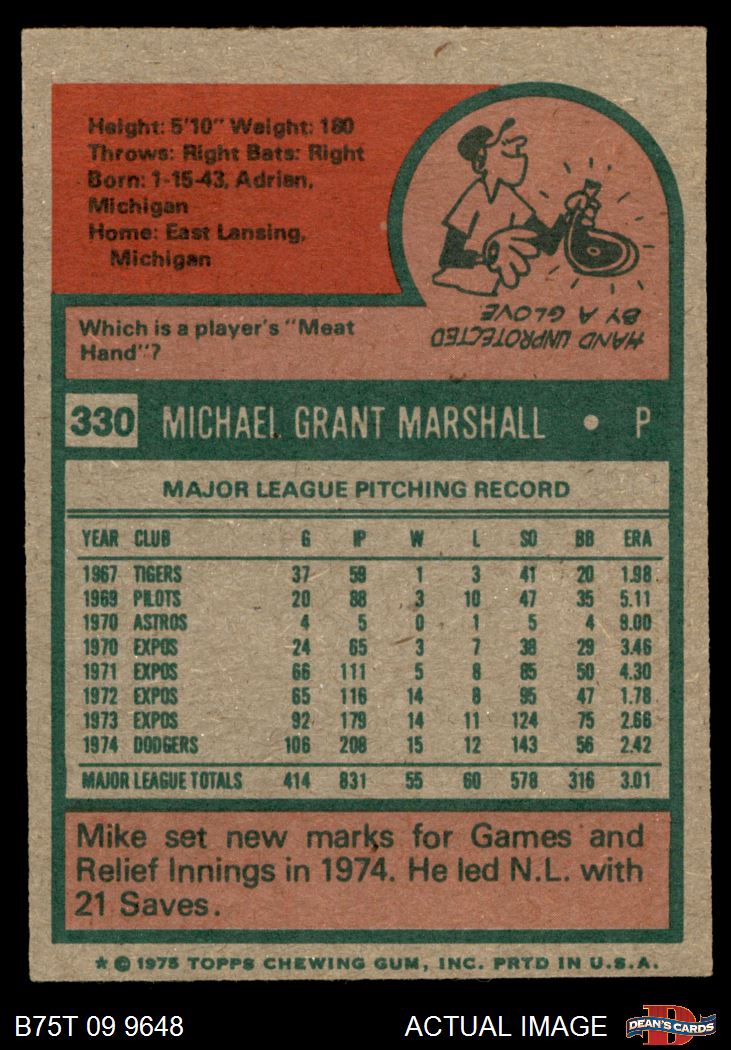 Height: 5'10" Weight: 180
Throws: Right Bats: Right
Born: 1-15-43, Adrian,
Michigan
Home: East Lansing,
Michigan
HAND UNPROTECTED
BY A GLOVE
Which is a player's "Meat
Hand"?
330 MICHAEL GRANT MARSHALL • P
MAJOR LEAGUE PITCHING RECORD
YEAR CLUB G IP W L SO BB ERA
1967 TIGERS 37 59 1 3 41 20 1.98
1969 PILOTS 20 88 3 10 47 35 5.11
1970 ASTROS 4 5 0 1 5 4 9.00
1970 EXPOS 24 65 3 7 38 29 3.46
1971 EXPOS 66 111 5 8 85 50 4.30
1972 EXPOS 65 116 14 8 95 47 1.78
1973 EXPOS 92 179 14 11 124 75 2.66
1974 DODGERS 106 208 15 12 143 56 2.42
MAJOR LEAGUE TOTALS 414 831 55 60 578 316 3.01
Mike set new marks for Games and
Relief Innings in 1974. He led N.L. with
21 Saves.
* © 1975 TOPPS CHEWING GUM, INC. PRTD IN U.S.A.
B75T 09 9648 ACTUAL IMAGE D DEAN'S CARDS